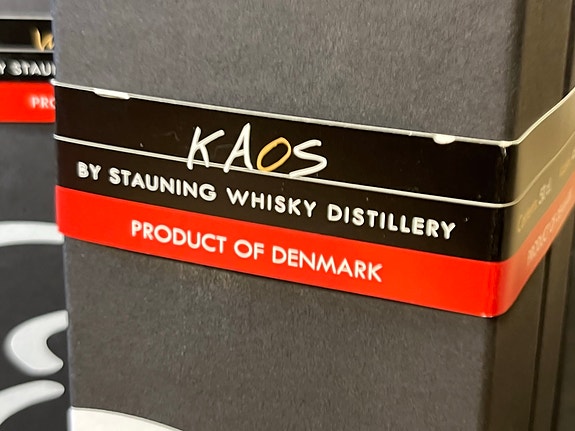 KAOS
BY STAUNING WHISKY DISTILLERY
PRODUCT OF DENMARK